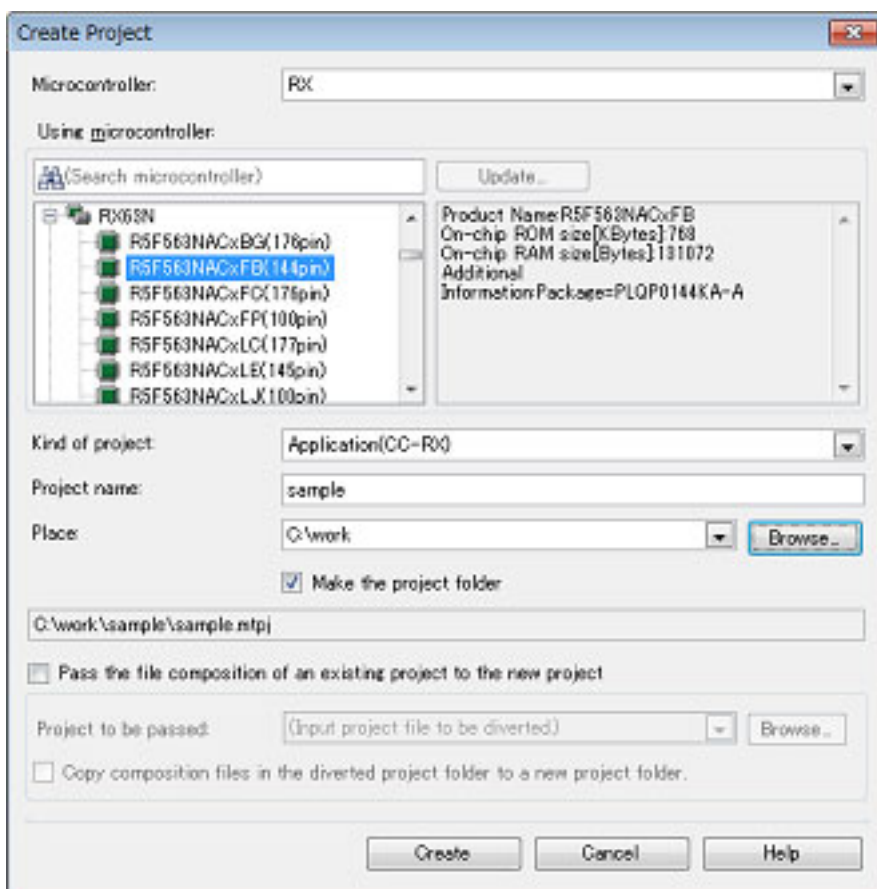 Create Project
Microcontroller: RX
Using microcontroller:
(Search microcontroller) Update...
RX63N
R5F563NACxBG(176pin)
R5F563NACxFB(144pin)
R5F563NACxFC(176pin)
R5F563NACxFP(100pin)
R5F563NACxLC(177pin)
R5F563NACxLE(145pin)
R5F563NACxLJ(100pin)
Product Name:R5F563NACxFB
On-chip ROM size[KBytes]:768
On-chip RAM size[Bytes]:131072
Additional
Information:Package=PLQP0144KA-A
Kind of project: Application(CC-RX)
Project name: sample
Place: C:\work Browse...
Make the project folder
C:\work\sample\sample.mtpj
Pass the file composition of an existing project to the new project
Project to be passed: (Input project file to be diverted.) Browse...
Copy composition files in the diverted project folder to a new project folder.
Create Cancel Help